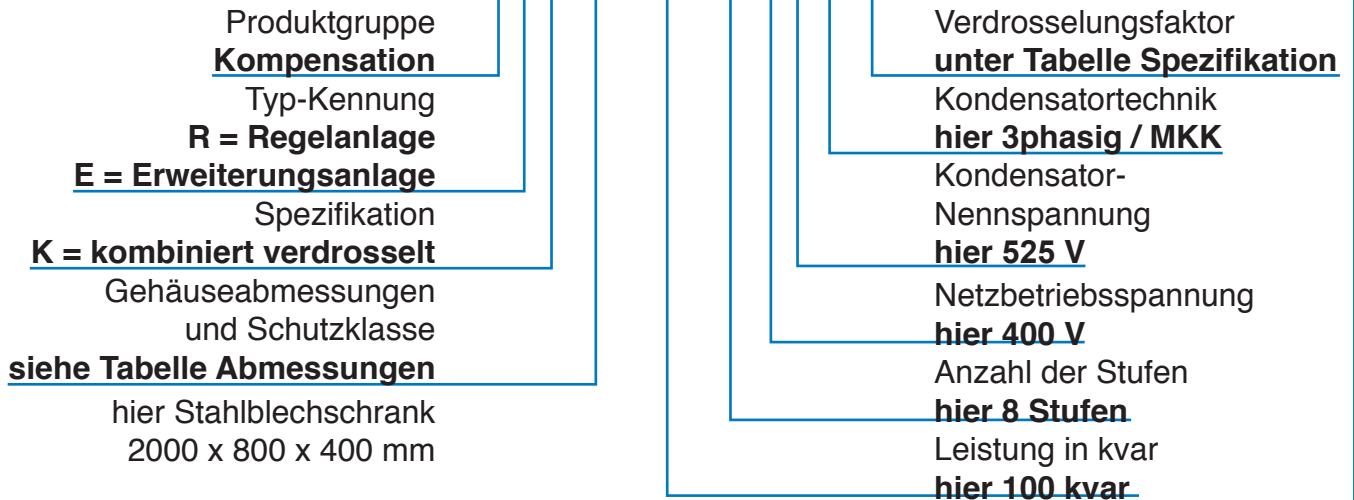 Produktgruppe
Kompensation
Typ-Kennung
R = Regelanlage
E = Erweiterungsanlage
Spezifikation
K = kombiniert verdrosselt
Gehäuseabmessungen
und Schutzklasse
siehe Tabelle Abmessungen
hier Stahlblechschrank
2000 x 800 x 400 mm
Verdrosselungsfaktor
unter Tabelle Spezifikation
Kondensatortechnik
hier 3phasig / MKK
Kondensator-
Nennspannung
hier 525 V
Netzbetriebsspannung
hier 400 V
Anzahl der Stufen
hier 8 Stufen
Leistung in kvar
hier 100 kvar